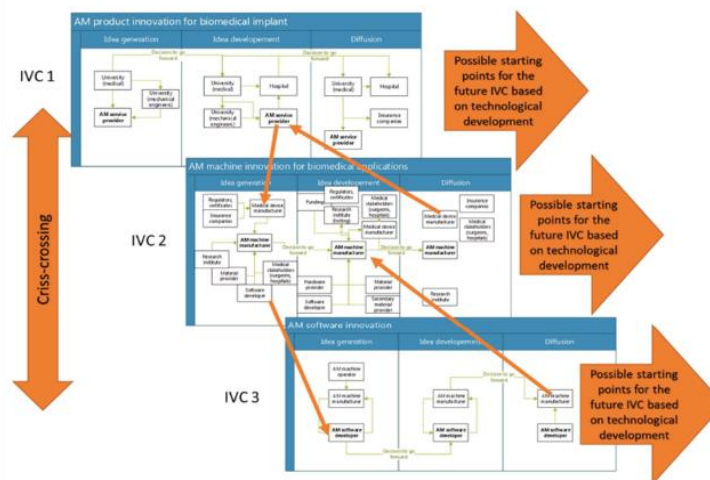 AM product innovation for biomedical implant
Idea generation
Idea developement
Diffusion
Decision to go
forward
Decision to go
forward
University
(medical)
University
(mechanical
engineers)
AM service
provider
University
(medical)
Hospital
University
(mechanical
engineers)
AM service
provider
University
(medical)
Hospital
Insurance
companies
AM service
provider
IVC 1
Possible starting
points for the
future IVC based
on technological
development
Criss-crossing
AM machine innovation for biomedical applications
Idea generation
Idea developement
Diffusion
Regulators,
certificates
Insurance
companies
Medical device
manufacturer
AM machine
manufacturer
Research
institute
Material
provider
Medical
stakeholders
(surgeons,
hospitals)
Software
developer
Decision to go
forward
Regulators,
certificates
Funding
Research
institute
(testing)
Medical
stakeholders
(surgeons,
hospitals)
Medical device
manufacturer
AM machine
manufacturer
Hardware
provider
Material
provider
Software
developer
Secondary
material
provider
Decision to go
forward
Insurance
companies
Medical device
manufacturer
Medical
stakeholders
(surgeons,
hospitals)
AM machine
manufacturer
Research
institute
IVC 2
Possible starting
points for the
future IVC based
on technological
development
AM software innovation
Idea generation
Idea developement
Diffusion
AM machine
operator
AM machine
manufacturer
AM software
developer
Decision to go
forward
AM machine
manufacturer
AM software
developer
Decision to go
forward
AM machine
manufacturer
AM software
developer
IVC 3
Possible starting
points for the
future IVC based
on technological
development